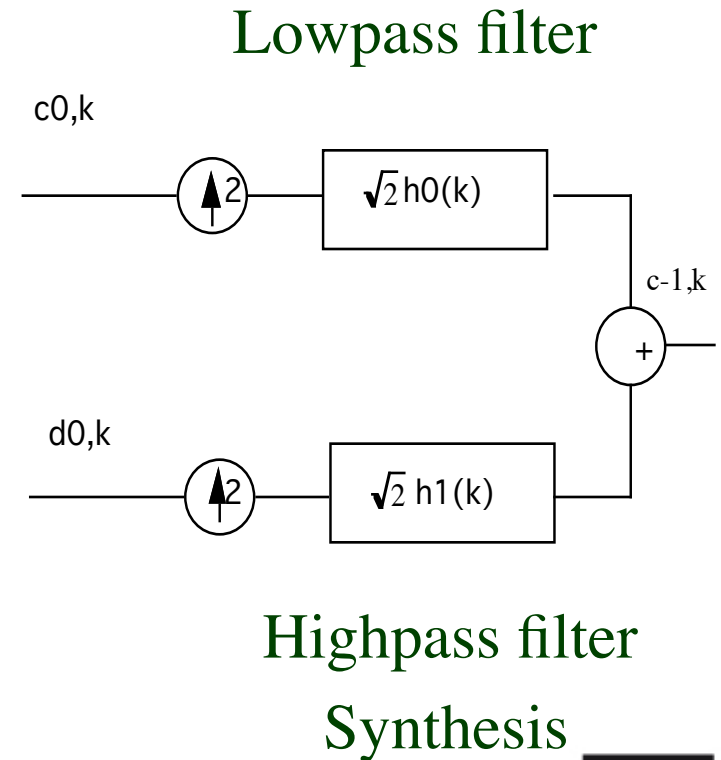 Lowpass filter
c0,k
2
√2 h0(k)
c-1,k
+
d0,k
2
√2 h1(k)
Highpass filter
Synthesis